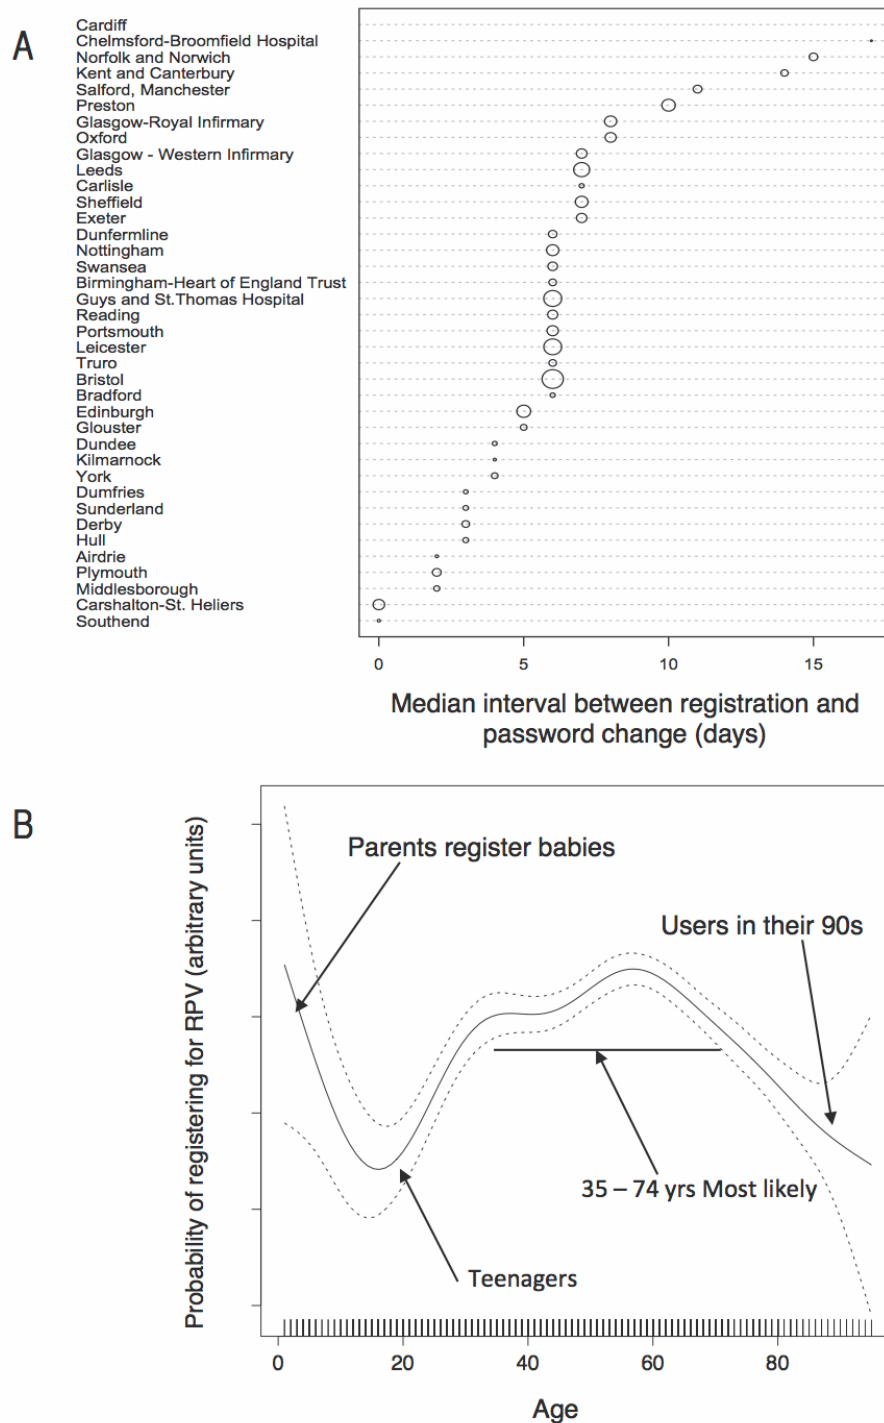 A
Cardiff
Chelmsford-Broomfield Hospital
Norfolk and Norwich
Kent and Canterbury
Salford, Manchester
Preston
Glasgow-Royal Infirmary
Oxford
Glasgow - Western Infirmary
Leeds
Carlisle
Sheffield
Exeter
Dunfermline
Nottingham
Swansea
Birmingham-Heart of England Trust
Guys and St.Thomas Hospital
Reading
Portsmouth
Leicester
Truro
Bristol
Bradford
Edinburgh
Glouster
Dundee
Kilmarnock
York
Dumfries
Sunderland
Derby
Hull
Airdrie
Plymouth
Middlesborough
Carshalton-St. Heliers
Southend
0 5 10 15
Median interval between registration and
password change (days)
B
Probability of registering for RPV (arbitrary units)
Parents register babies
Users in their 90s
35 – 74 yrs Most likely
Teenagers
0 20 40 60 80
Age